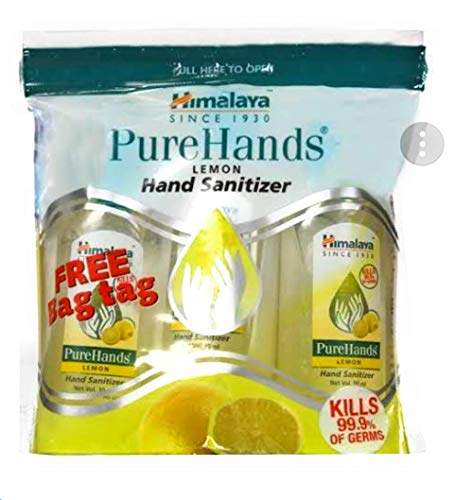 PULL HERE TO OPEN
Himalaya
SINCE 1930
PureHands®
LEMON
Hand Sanitizer
FREE
Bag tag
Himalaya
PureHands
LEMON
Hand Sanitizer
Himalaya
SINCE 1930
KILLS
PureHands®
LEMON
Hand Sanitizer
KILLS
99.9%
OF GERMS